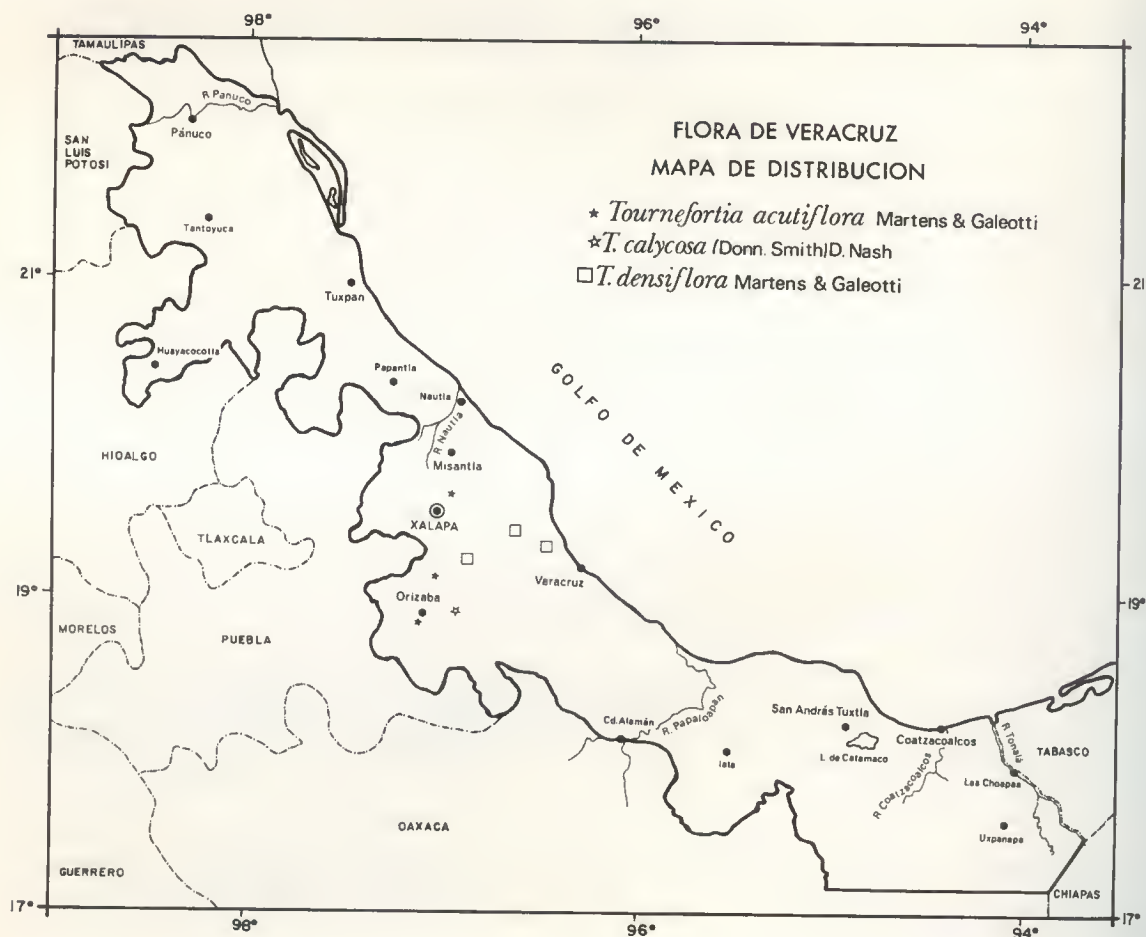 98°
96°
94°
TAMAULIPAS
R. Panuco
Pánuco
SAN
LUIS
POTOSI
FLORA DE VERACRUZ
MAPA DE DISTRIBUCION
Tournefortia acutiflora Martens & Galeotti
T. calycosa (Donn. Smith) D. Nash
T. densiflora Martens & Galeotti
Tantoyuca
21°
21
Tuxpan
Huayacocotla
Papantla
Nautla
R. Nautla
GOLFO DE MEXICO
HIDALGO
Misantla
XALAPA
TLAXCALA
Veracruz
19°
19°
Orizaba
MORELOS
PUEBLA
Cd. Alemán
R. Papaloapan
San Andrés Tuxtla
L. de Catemaco
Isla
Coatzacoalcos
R. Coatzacoalcos
R. Tonalá
TABASCO
Las Choapas
Uxpanapa
OAXACA
GUERRERO
CHIAPAS
17°
17°
98°
96°
94°